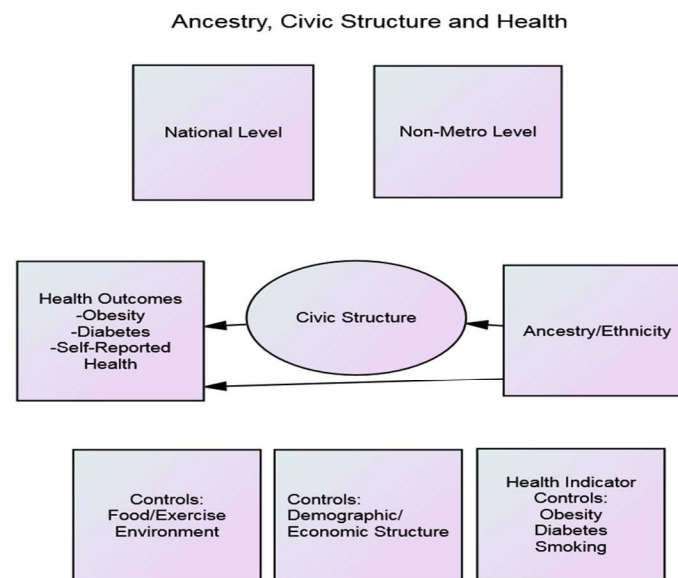 Ancestry, Civic Structure and Health
National Level
Non-Metro Level
Health Outcomes
-Obesity
-Diabetes
-Self-Reported
Health
Civic Structure
Ancestry/Ethnicity
Controls:
Food/Exercise
Environment
Controls:
Demographic/
Economic Structure
Health Indicator
Controls:
Obesity
Diabetes
Smoking